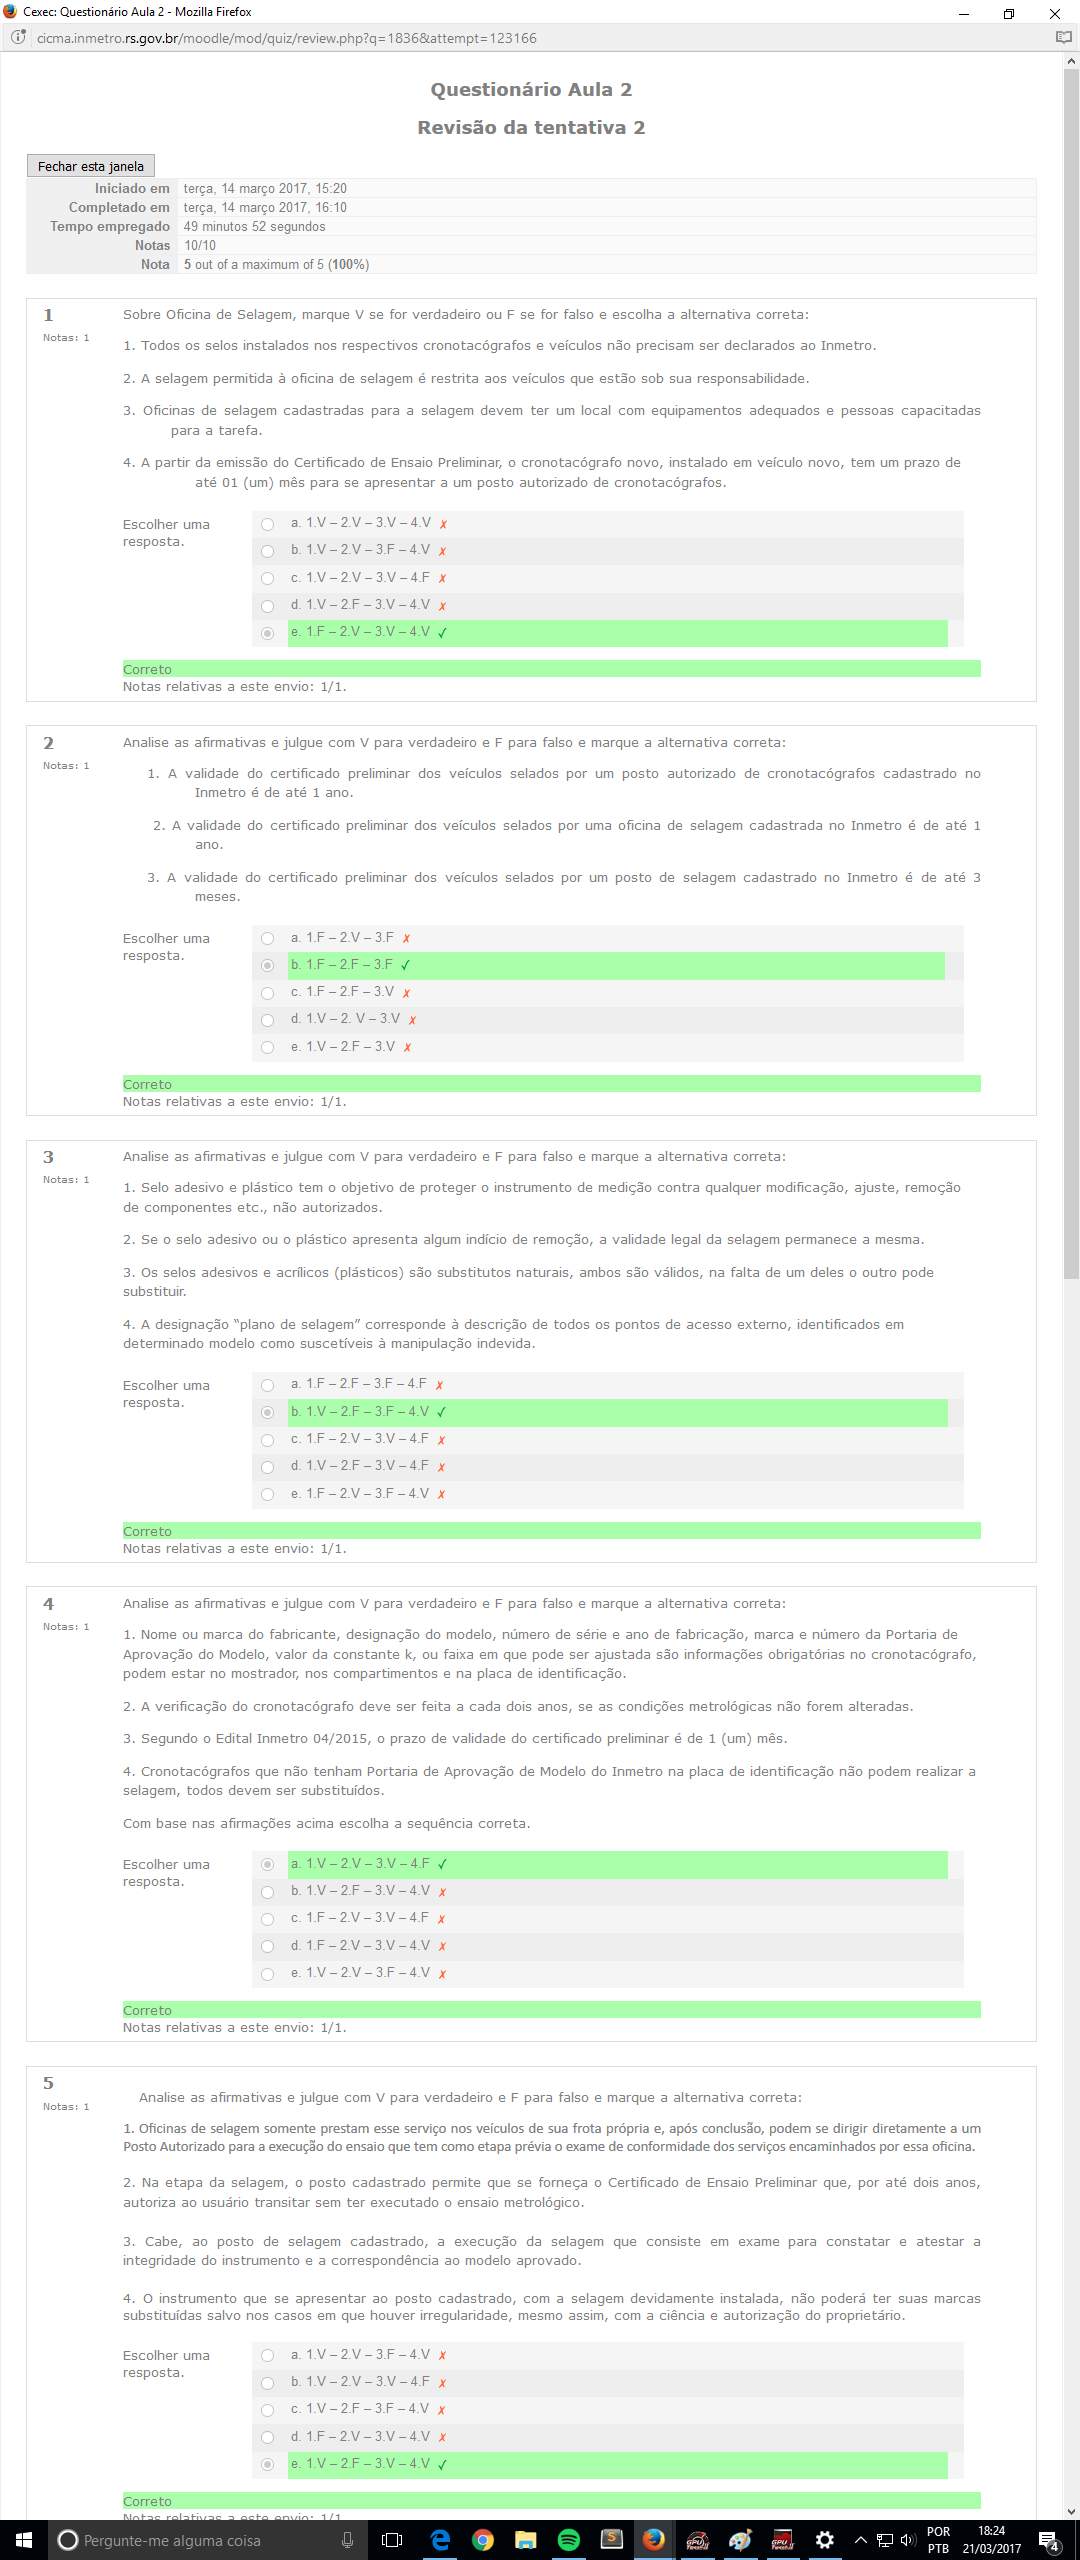 Cexec: Questionário Aula 2 - Mozilla Firefox
cicma.inmetro.rs.gov.br/moodle/mod/quiz/review.php?q=1836&attempt=123166
Questionário Aula 2
Revisão da tentativa 2
Fechar esta janela
Iniciado em terça, 14 março 2017, 15:20
Completado em terça, 14 março 2017, 16:10
Tempo empregado 49 minutos 52 segundos
Notas 10/10
Nota 5 out of a maximum of 5 (100%)
1
Notas: 1
Sobre Oficina de Selagem, marque V se for verdadeiro ou F se for falso e escolha a alternativa correta:
1. Todos os selos instalados nos respectivos cronotacógrafos e veículos não precisam ser declarados ao Inmetro.
2. A selagem permitida à oficina de selagem é restrita aos veículos que estão sob sua responsabilidade.
3. Oficinas de selagem cadastradas para a selagem devem ter um local com equipamentos adequados e pessoas capacitadas
para a tarefa.
4. A partir da emissão do Certificado de Ensaio Preliminar, o cronotacógrafo novo, instalado em veículo novo, tem um prazo de
até 01 (um) mês para se apresentar a um posto autorizado de cronotacógrafos.
Escolher uma
resposta.
a. 1.V – 2.V – 3.V – 4.V ✗
b. 1.V – 2.V – 3.F – 4.V ✗
c. 1.V – 2.V – 3.V – 4.F ✗
d. 1.V – 2.F – 3.V – 4.V ✗
e. 1.F – 2.V – 3.V – 4.V ✓
Correto
Notas relativas a este envio: 1/1.
2
Notas: 1
Analise as afirmativas e julgue com V para verdadeiro e F para falso e marque a alternativa correta:
1. A validade do certificado preliminar dos veículos selados por um posto autorizado de cronotacógrafos cadastrado no
Inmetro é de até 1 ano.
2. A validade do certificado preliminar dos veículos selados por uma oficina de selagem cadastrada no Inmetro é de até 1
ano.
3. A validade do certificado preliminar dos veículos selados por um posto de selagem cadastrado no Inmetro é de até 3
meses.
Escolher uma
resposta.
a. 1.F – 2.V – 3.F ✗
b. 1.F – 2.F – 3.F ✓
c. 1.F – 2.F – 3.V ✗
d. 1.V – 2. V – 3.V ✗
e. 1.V – 2.F – 3.V ✗
Correto
Notas relativas a este envio: 1/1.
3
Notas: 1
Analise as afirmativas e julgue com V para verdadeiro e F para falso e marque a alternativa correta:
1. Selo adesivo e plástico tem o objetivo de proteger o instrumento de medição contra qualquer modificação, ajuste, remoção
de componentes etc., não autorizados.
2. Se o selo adesivo ou o plástico apresenta algum indício de remoção, a validade legal da selagem permanece a mesma.
3. Os selos adesivos e acrílicos (plásticos) são substitutos naturais, ambos são válidos, na falta de um deles o outro pode
substituir.
4. A designação “plano de selagem” corresponde à descrição de todos os pontos de acesso externo, identificados em
determinado modelo como suscetíveis à manipulação indevida.
Escolher uma
resposta.
a. 1.F – 2.F – 3.F – 4.F ✗
b. 1.V – 2.F – 3.F – 4.V ✓
c. 1.F – 2.V – 3.V – 4.F ✗
d. 1.V – 2.F – 3.V – 4.F ✗
e. 1.F – 2.V – 3.F – 4.V ✗
Correto
Notas relativas a este envio: 1/1.
4
Notas: 1
Analise as afirmativas e julgue com V para verdadeiro e F para falso e marque a alternativa correta:
1. Nome ou marca do fabricante, designação do modelo, número de série e ano de fabricação, marca e número da Portaria de
Aprovação do Modelo, valor da constante k, ou faixa em que pode ser ajustada são informações obrigatórias no cronotacógrafo,
podem estar no mostrador, nos compartimentos e na placa de identificação.
2. A verificação do cronotacógrafo deve ser feita a cada dois anos, se as condições metrológicas não forem alteradas.
3. Segundo o Edital Inmetro 04/2015, o prazo de validade do certificado preliminar é de 1 (um) mês.
4. Cronotacógrafos que não tenham Portaria de Aprovação de Modelo do Inmetro na placa de identificação não podem realizar a
selagem, todos devem ser substituídos.
Com base nas afirmações acima escolha a sequência correta.
Escolher uma
resposta.
a. 1.V – 2.V – 3.V – 4.F ✓
b. 1.V – 2.F – 3.V – 4.V ✗
c. 1.F – 2.V – 3.V – 4.F ✗
d. 1.F – 2.V – 3.V – 4.V ✗
e. 1.V – 2.V – 3.F – 4.V ✗
Correto
Notas relativas a este envio: 1/1.
5
Notas: 1
Analise as afirmativas e julgue com V para verdadeiro e F para falso e marque a alternativa correta:
1. Oficinas de selagem somente prestam esse serviço nos veículos de sua frota própria e, após conclusão, podem se dirigir diretamente a um
Posto Autorizado para a execução do ensaio que tem como etapa prévia o exame de conformidade dos serviços encaminhados por essa oficina.
2. Na etapa da selagem, o posto cadastrado permite que se forneça o Certificado de Ensaio Preliminar que, por até dois anos,
autoriza ao usuário transitar sem ter executado o ensaio metrológico.
3. Cabe, ao posto de selagem cadastrado, a execução da selagem que consiste em exame para constatar e atestar a
integridade do instrumento e a correspondência ao modelo aprovado.
4. O instrumento que se apresentar ao posto cadastrado, com a selagem devidamente instalada, não poderá ter suas marcas
substituídas salvo nos casos em que houver irregularidade, mesmo assim, com a ciência e autorização do proprietário.
Escolher uma
resposta.
a. 1.V – 2.V – 3.F – 4.V ✗
b. 1.V – 2.V – 3.V – 4.F ✗
c. 1.V – 2.F – 3.F – 4.V ✗
d. 1.F – 2.V – 3.V – 4.V ✗
e. 1.V – 2.F – 3.V – 4.V ✓
Correto
Notas relativas a este envio: 1/1.
Pergunte-me alguma coisa
POR
PTB
18:24
21/03/2017
4